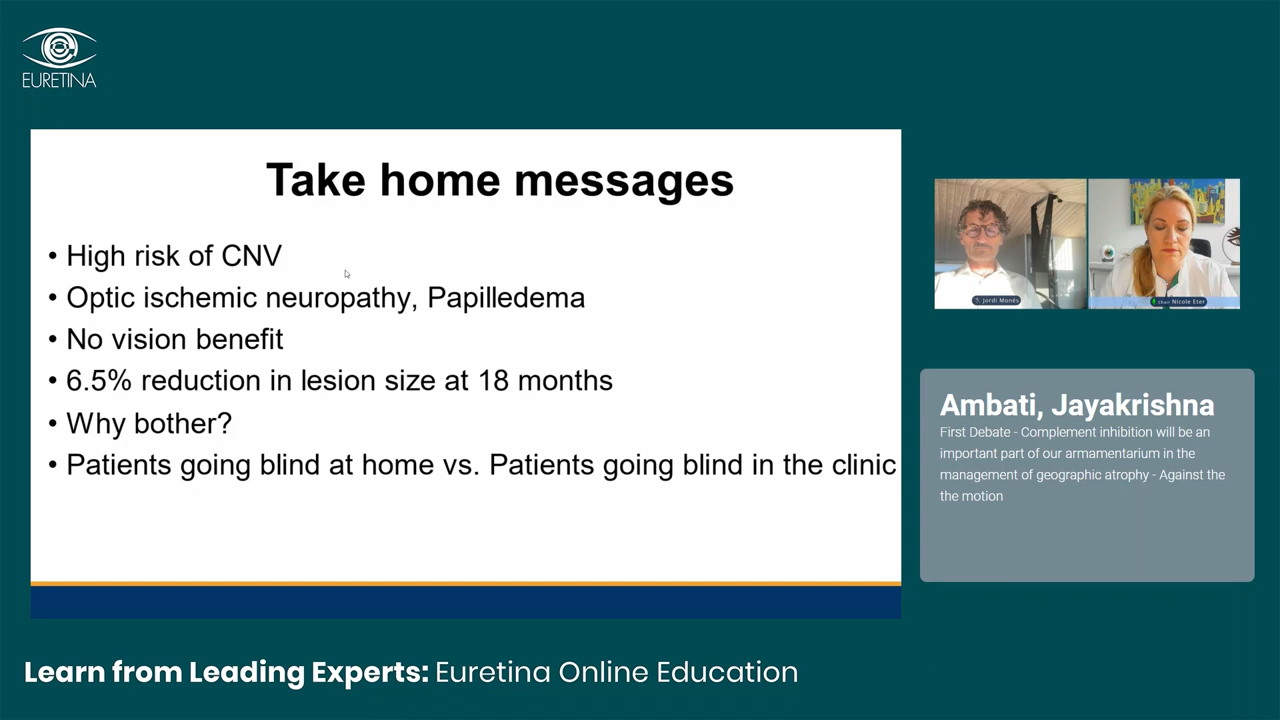 EURETINA
Take home messages
• High risk of CNV
• Optic ischemic neuropathy, Papilledema
• No vision benefit
• 6.5% reduction in lesion size at 18 months
• Why bother?
• Patients going blind at home vs. Patients going blind in the clinic
Jordi Monés
Chair Nicole Eter
Ambati, Jayakrishna
First Debate - Complement inhibition will be an
important part of our armamentarium in the
management of geographic atrophy - Against the
the motion
Learn from Leading Experts: Euretina Online Education